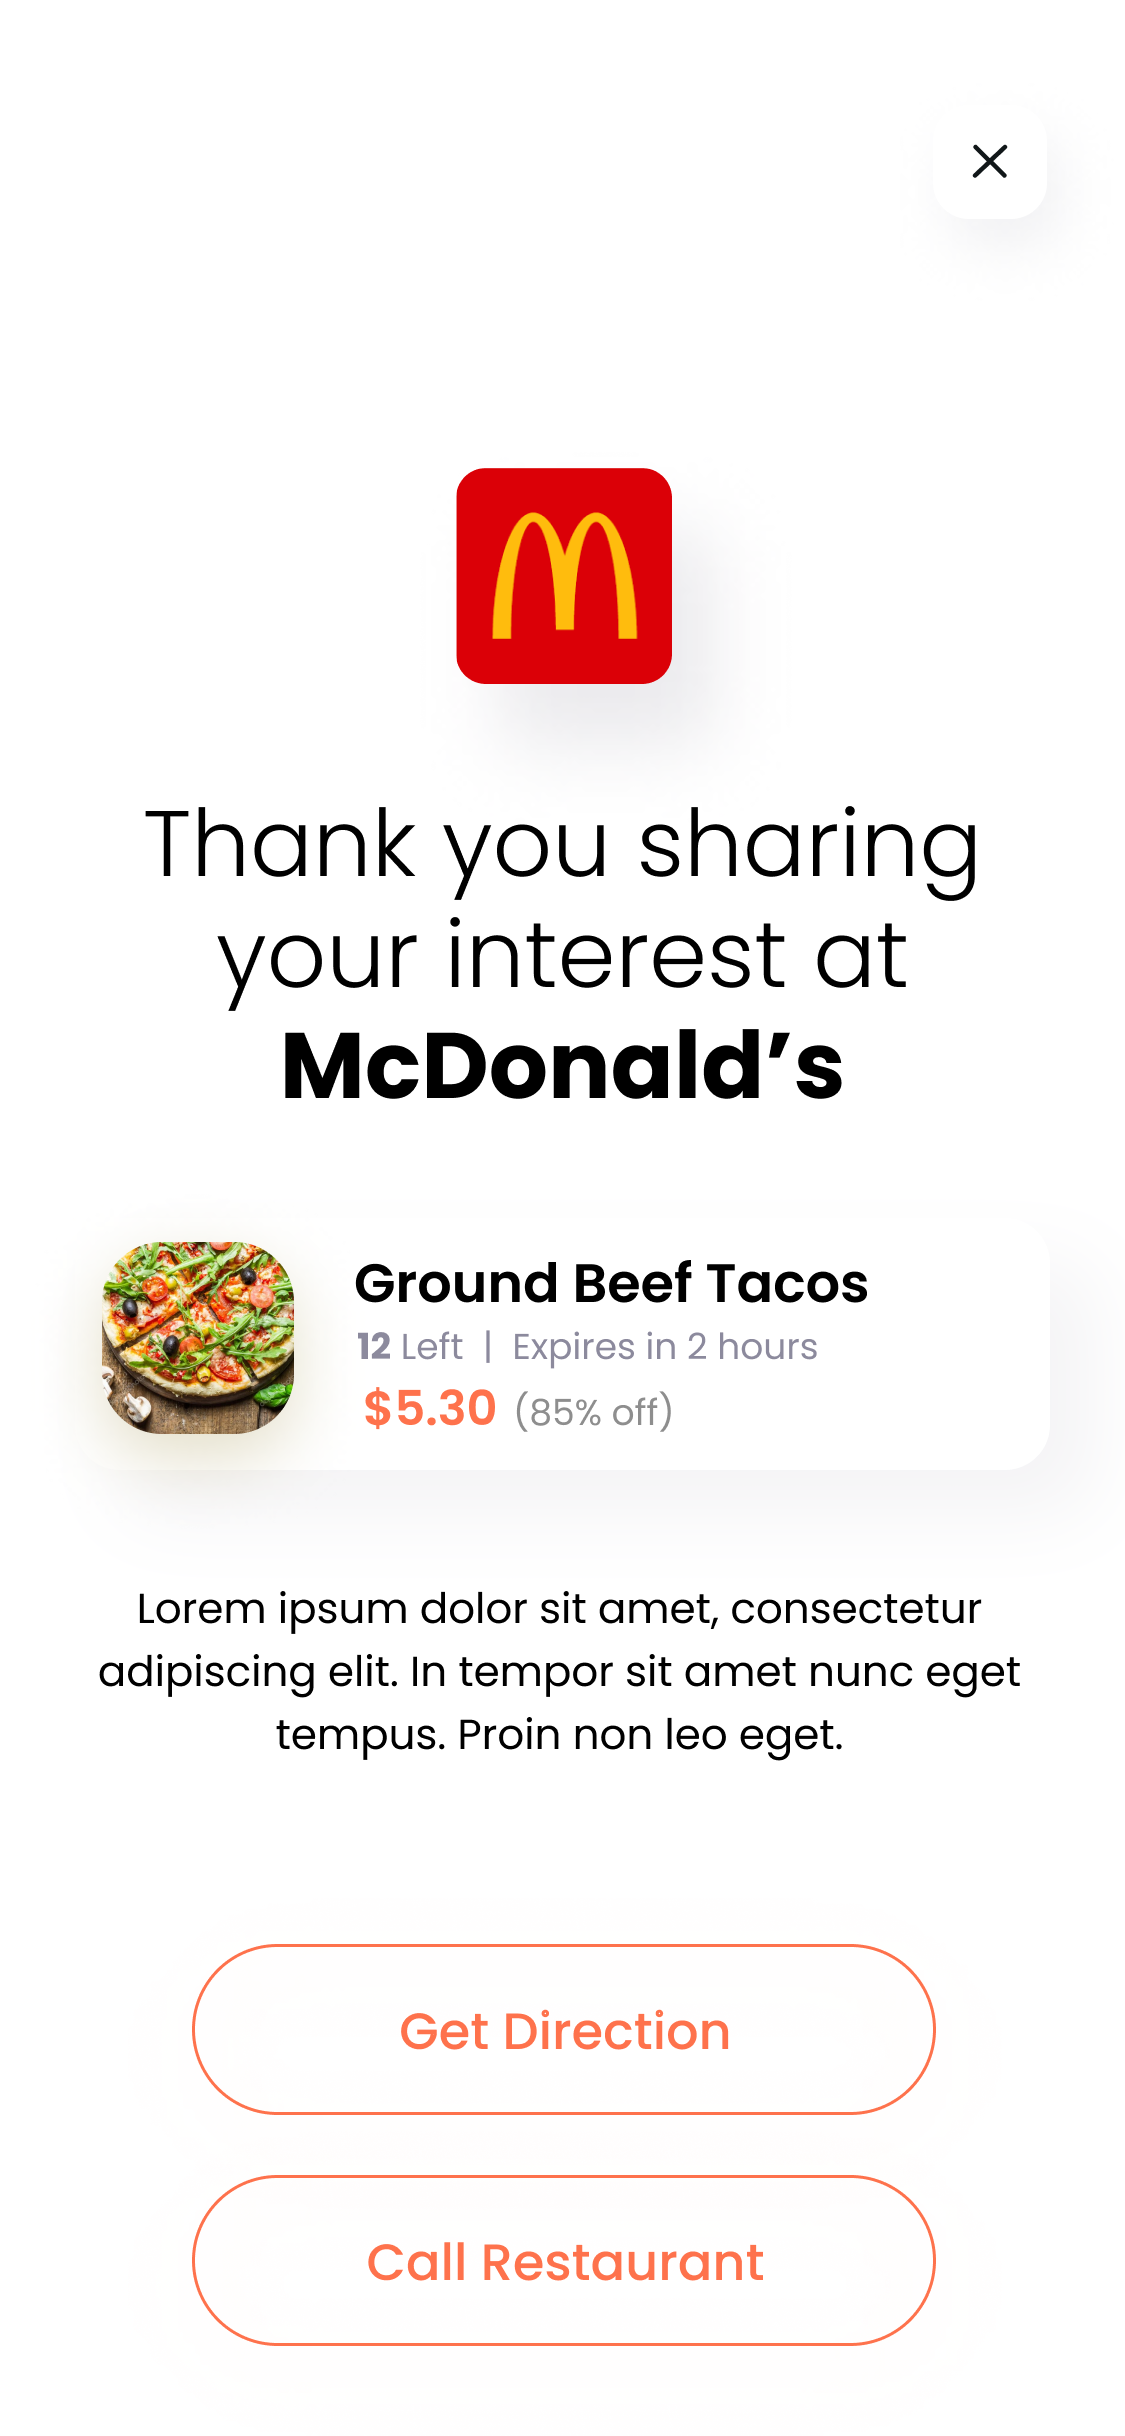 Thank you sharing
your interest at
McDonald’s
Ground Beef Tacos
12 Left | Expires in 2 hours
$5.30 (85% off)
Lorem ipsum dolor sit amet, consectetur
adipiscing elit. In tempor sit amet nunc eget
tempus. Proin non leo eget.
Get Direction
Call Restaurant